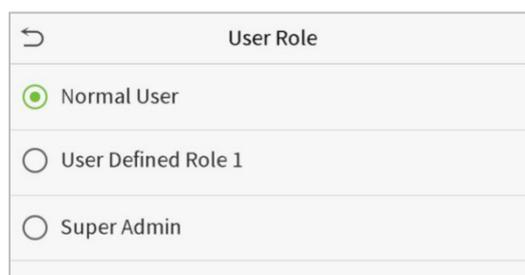 User Role
Normal User
User Defined Role 1
Super Admin